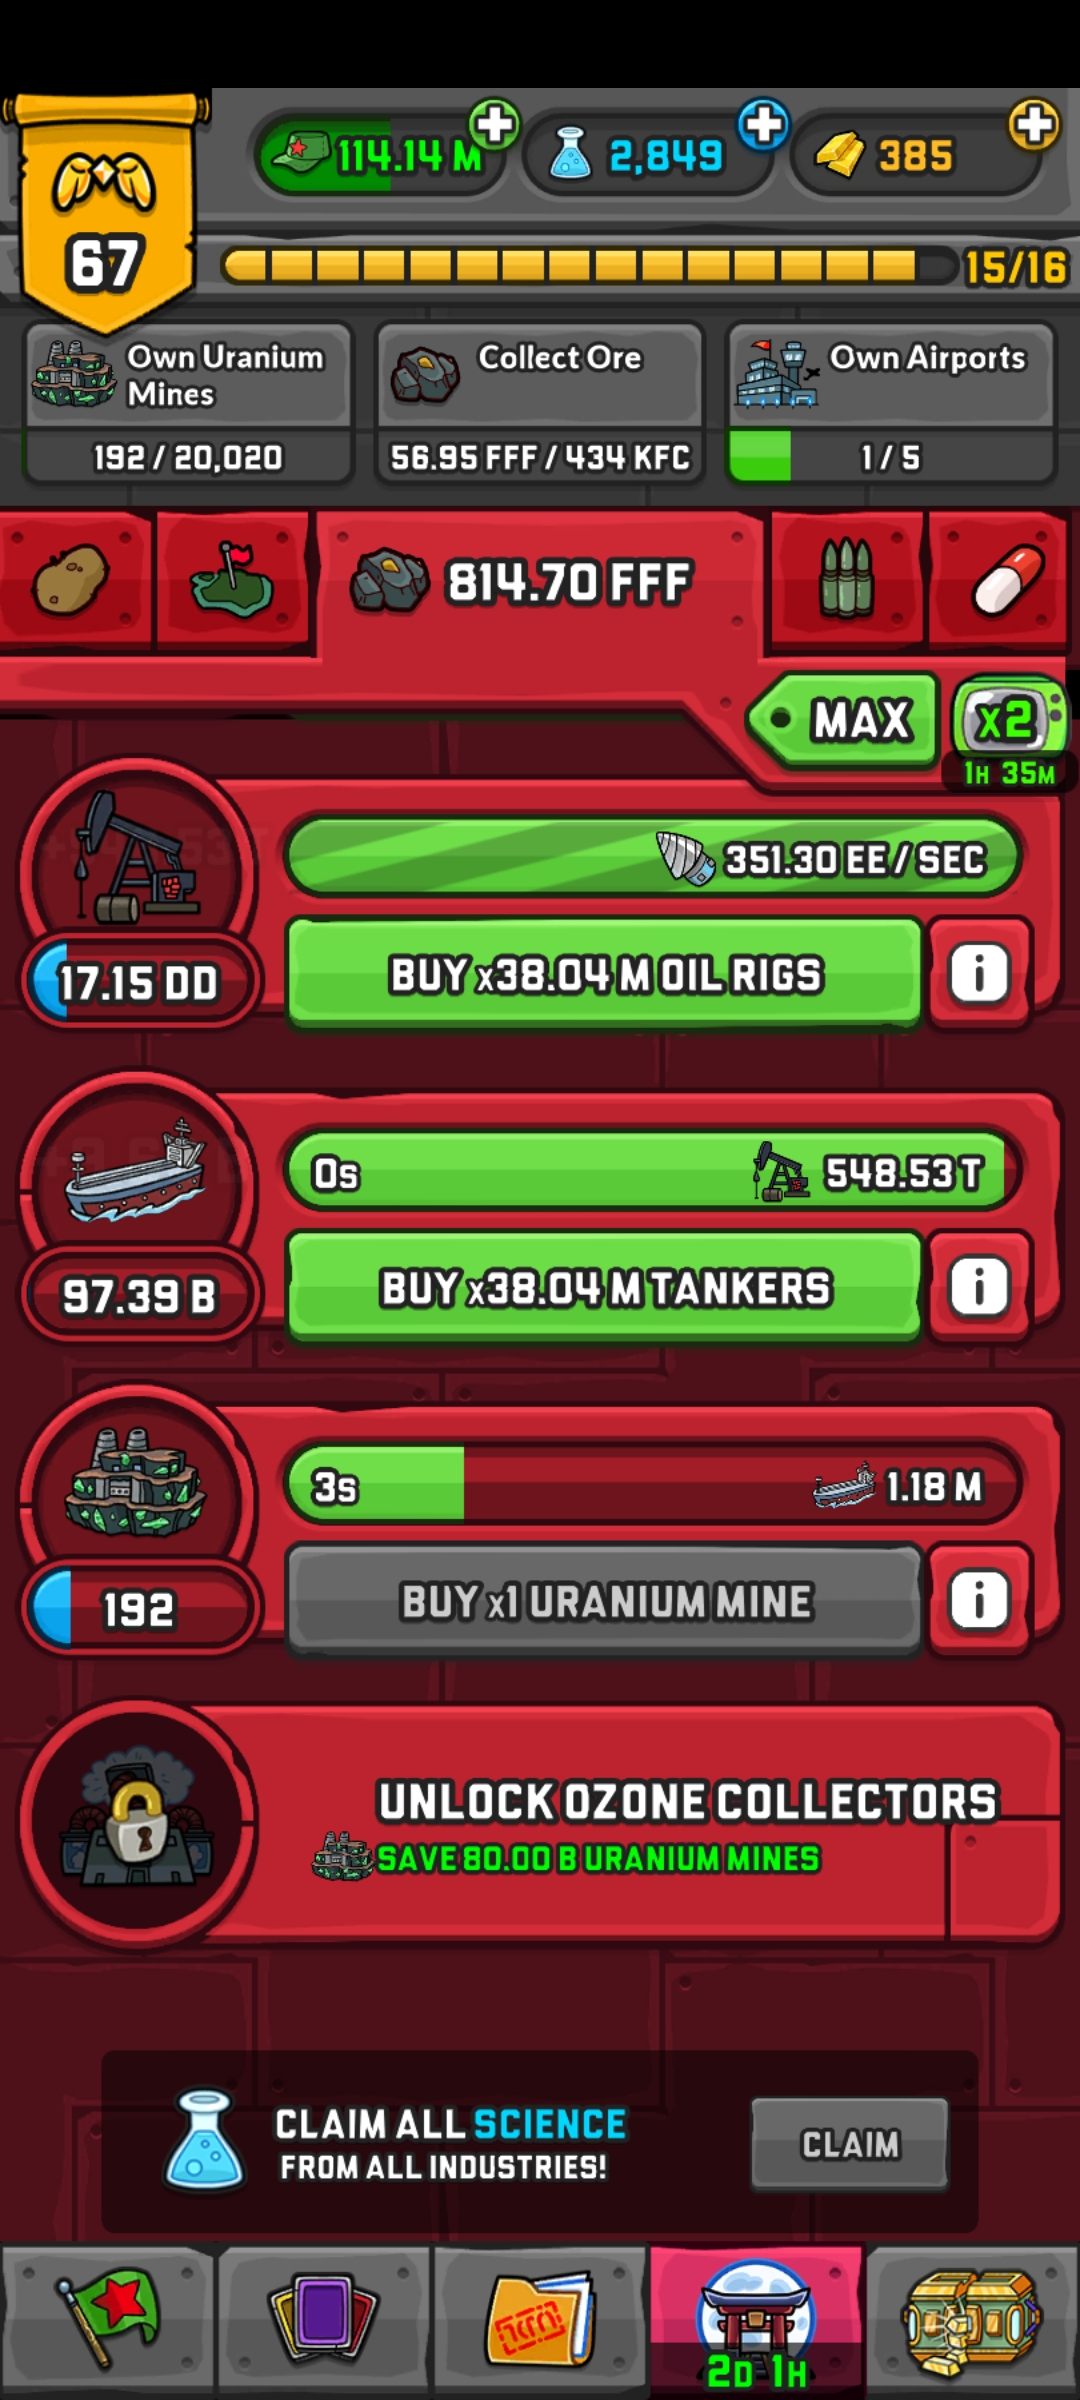 114.14 M
2,849
385
67
15/16
Own Uranium
Mines
192 / 20,020
Collect Ore
56.95 FFF / 434 KFC
Own Airports
1 / 5
814.70 FFF
MAX
x2
1H 35M
351.30 EE / SEC
17.15 DD
BUY x38.04 M OIL RIGS
i
0s
548.53 T
97.39 B
BUY x38.04 M TANKERS
i
3s
1.18 M
192
BUY x1 URANIUM MINE
i
UNLOCK OZONE COLLECTORS
SAVE 80.00 B URANIUM MINES
CLAIM ALL SCIENCE
FROM ALL INDUSTRIES!
CLAIM
2D 1H